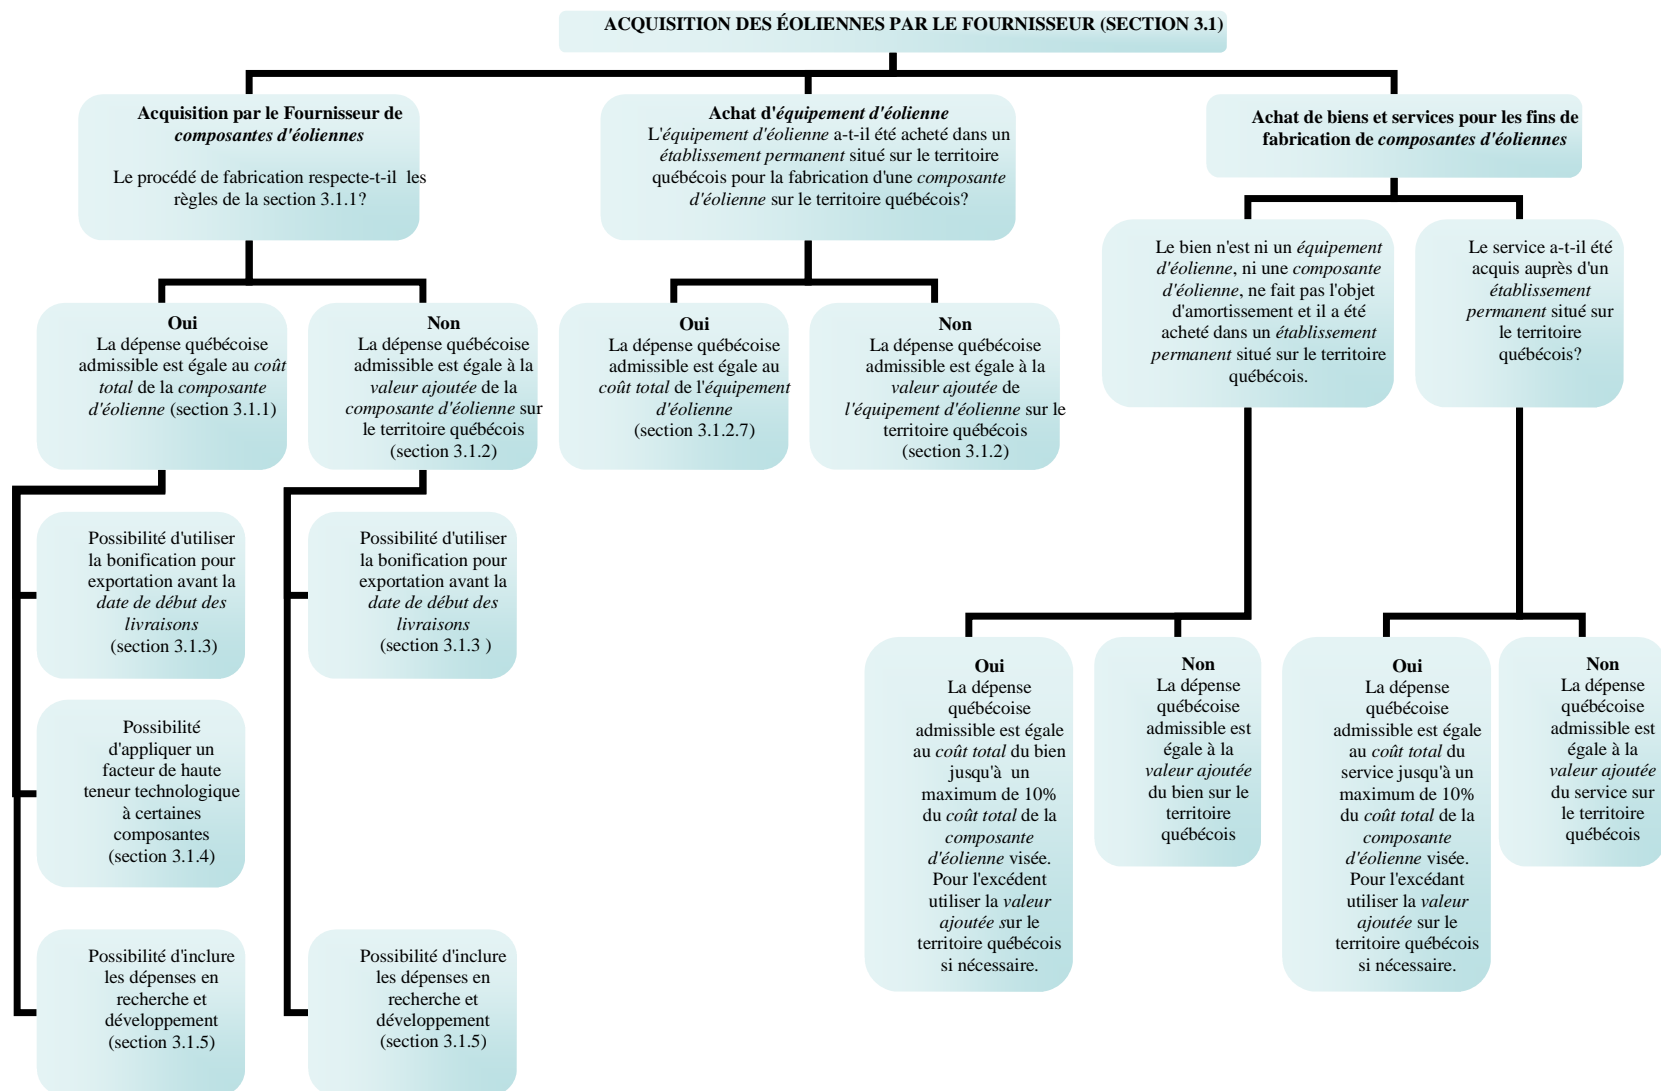 ACQUISITION DES ÉOLIENNES PAR LE FOURNISSEUR (SECTION 3.1)
Acquisition par le Fournisseur de
composantes d'éoliennes
Le procédé de fabrication respecte-t-il les
règles de la section 3.1.1?
Achat d'équipement d'éolienne
L'équipement d'éolienne a-t-il été acheté dans un
établissement permanent situé sur le territoire
québécois pour la fabrication d'une composante
d'éolienne sur le territoire québécois?
Achat de biens et services pour les fins de
fabrication de composantes d'éoliennes
Le bien n'est ni un équipement
d'éolienne, ni une composante
d'éolienne, ne fait pas l'objet
d'amortissement et il a été
acheté dans un établissement
permanent situé sur le territoire
québécois.
Le service a-t-il été
acquis auprès d'un
établissement
permanent situé sur
le territoire
québécois?
Oui
La dépense québécoise
admissible est égale au coût
total de la composante
d'éolienne (section 3.1.1)
Non
La dépense québécoise
admissible est égale à la
valeur ajoutée de la
composante d'éolienne sur
le territoire québécois
(section 3.1.2)
Oui
La dépense québécoise
admissible est égale au
coût total de l'équipement
d'éolienne
(section 3.1.2.7)
Non
La dépense québécoise
admissible est égale à la
valeur ajoutée de
l'équipement d'éolienne sur le
territoire québécois
(section 3.1.2)
Possibilité d'utiliser
la bonification pour
exportation avant la
date de début des
livraisons
(section 3.1.3)
Possibilité d'utiliser
la bonification pour
exportation avant la
date de début des
livraisons
(section 3.1.3 )
Possibilité
d'appliquer un
facteur de haute
teneur technologique
à certaines
composantes
(section 3.1.4)
Possibilité d'inclure
les dépenses en
recherche et
développement
(section 3.1.5)
Possibilité d'inclure
les dépenses en
recherche et
développement
(section 3.1.5)
Oui
La dépense
québécoise
admissible est égale
au coût total du bien
jusqu'à un
maximum de 10%
du coût total de la
composante
d'éolienne visée.
Pour l'excédent
utiliser la valeur
ajoutée sur le
territoire québécois
si nécessaire.
Non
La dépense
québécoise
admissible est
égale à la
valeur ajoutée
du bien sur le
territoire
québécois
Oui
La dépense
québécoise
admissible est égale
au coût total du
service jusqu'à un
maximum de 10%
du coût total de la
composante
d'éolienne visée.
Pour l'excédant
utiliser la valeur
ajoutée sur le
territoire québécois
si nécessaire.
Non
La dépense
québécoise
admissible est
égale à la
valeur ajoutée
du service sur
le territoire
québécois